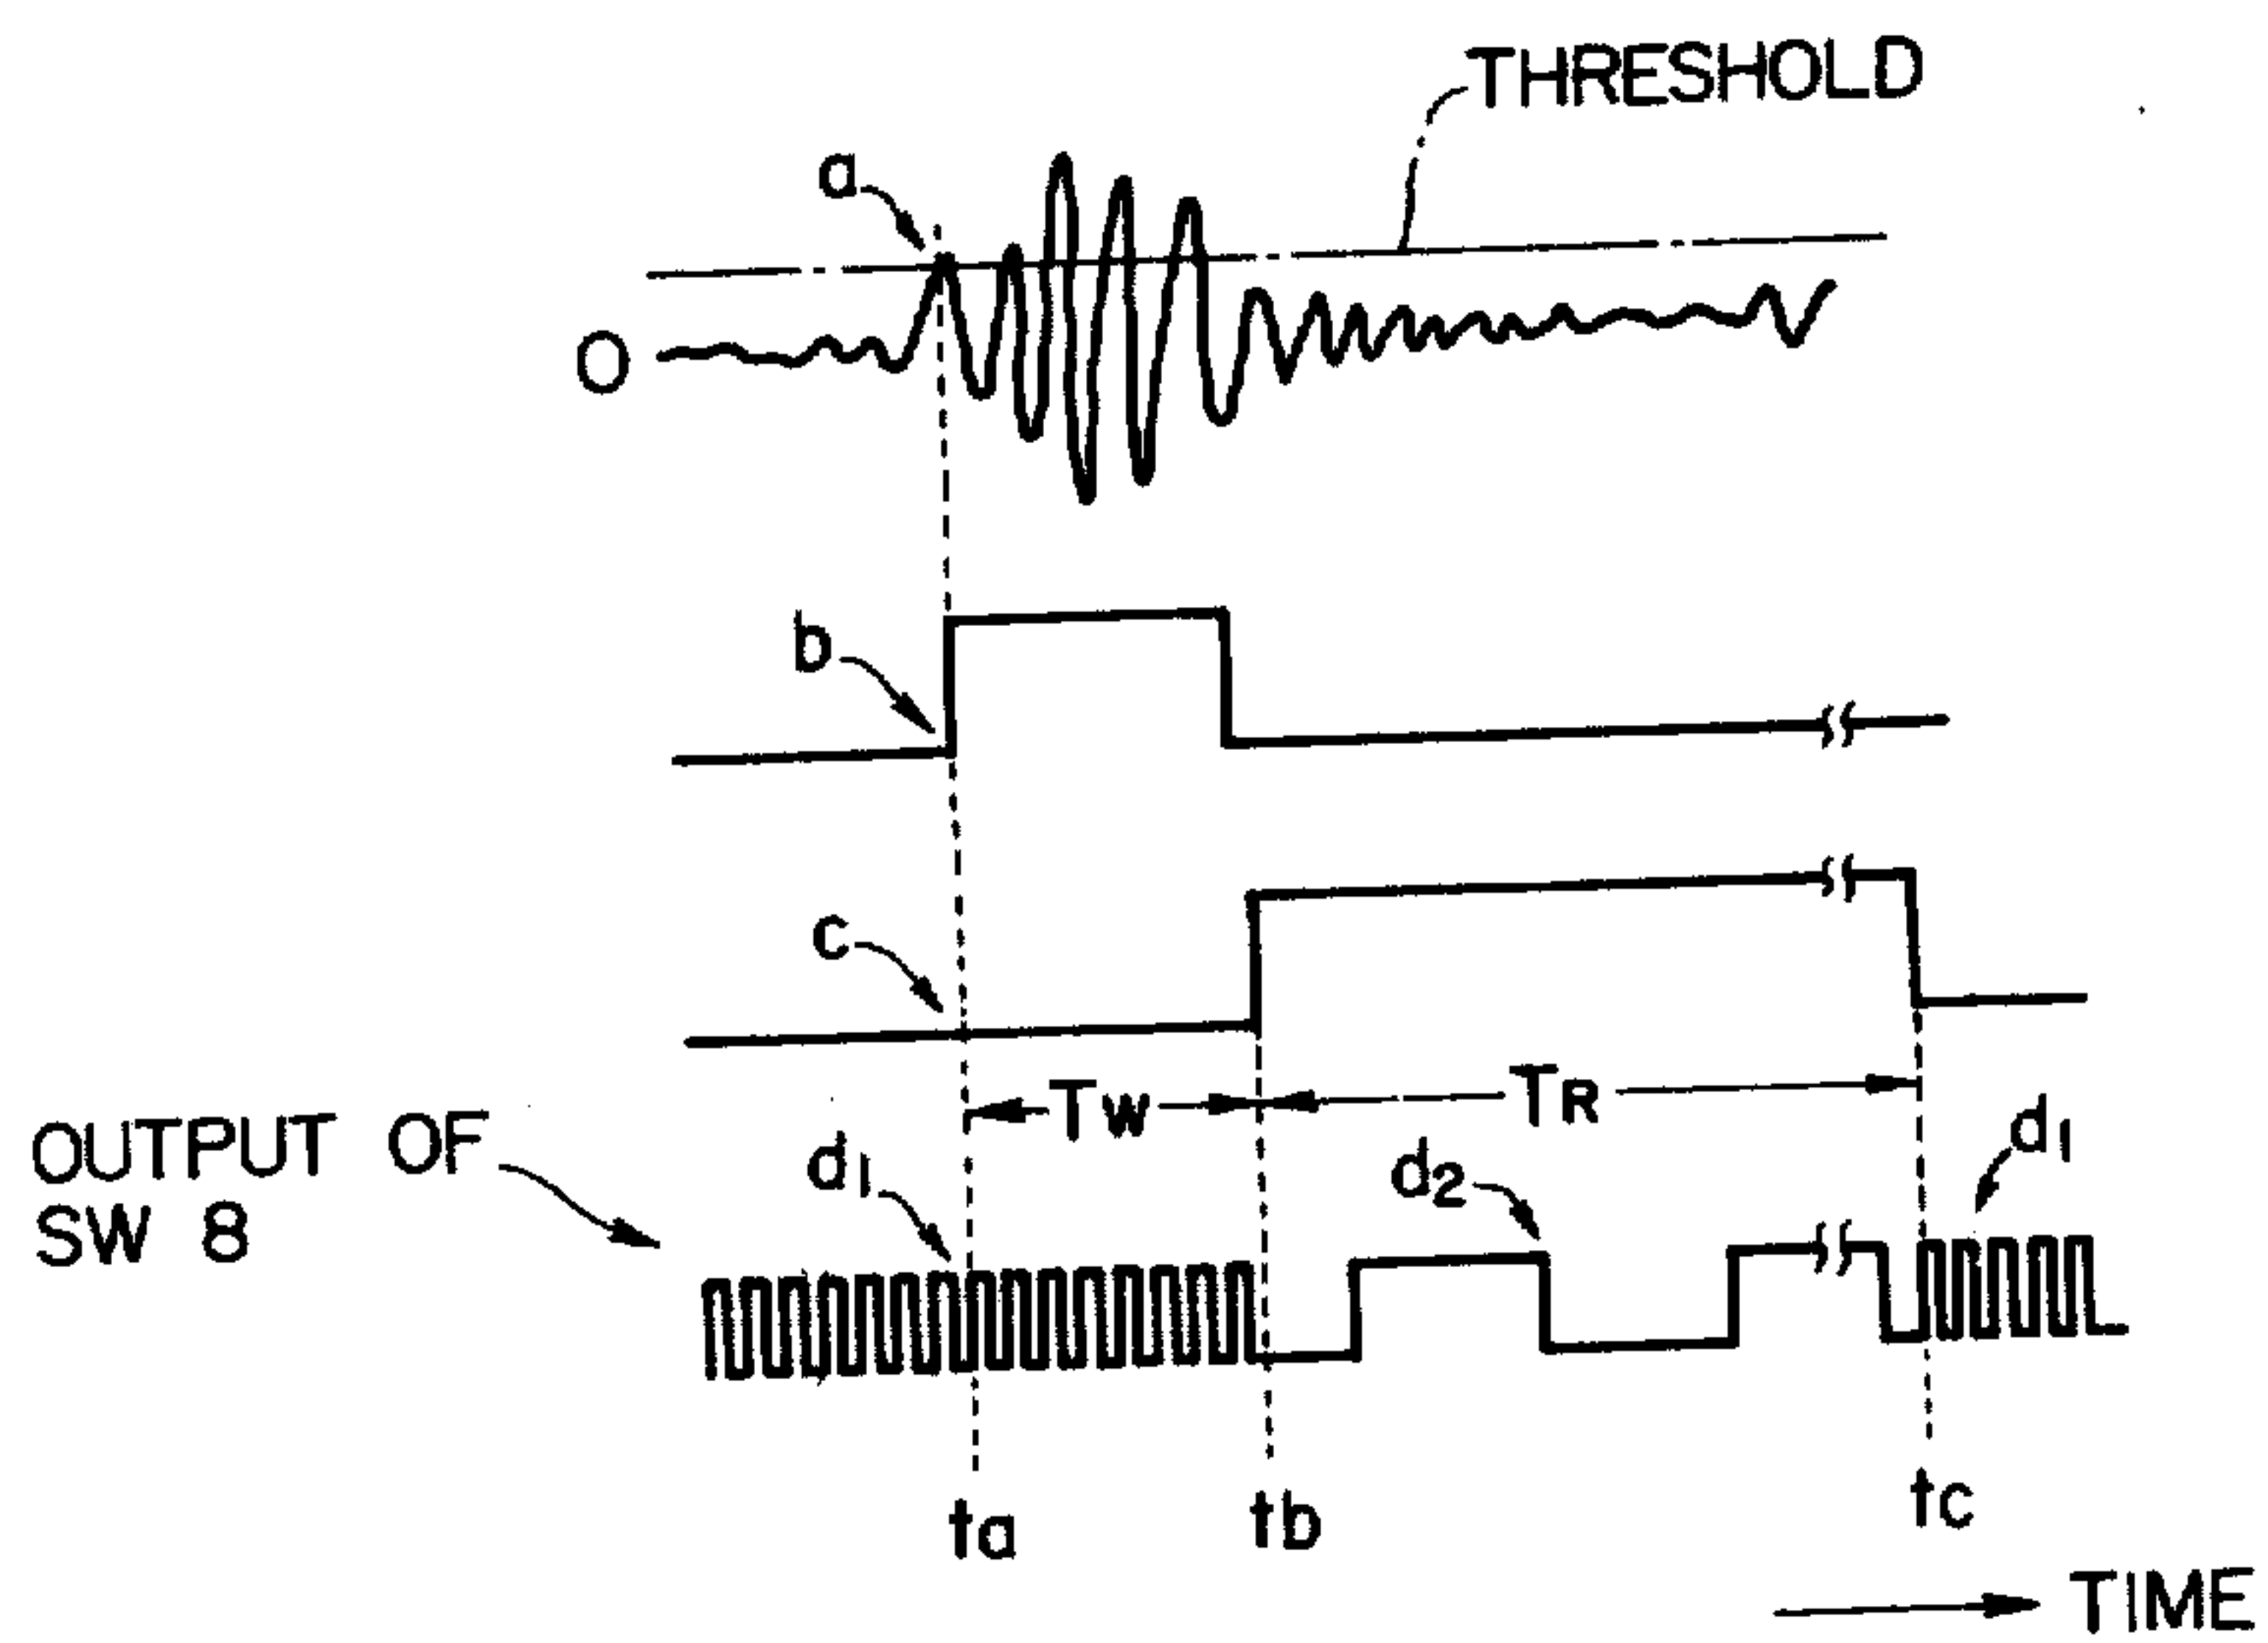 THRESHOLD
a
O
b
c
TW
TR
OUTPUT OF
SW 8
d1
d2
d1
ta
tb
tc
TIME